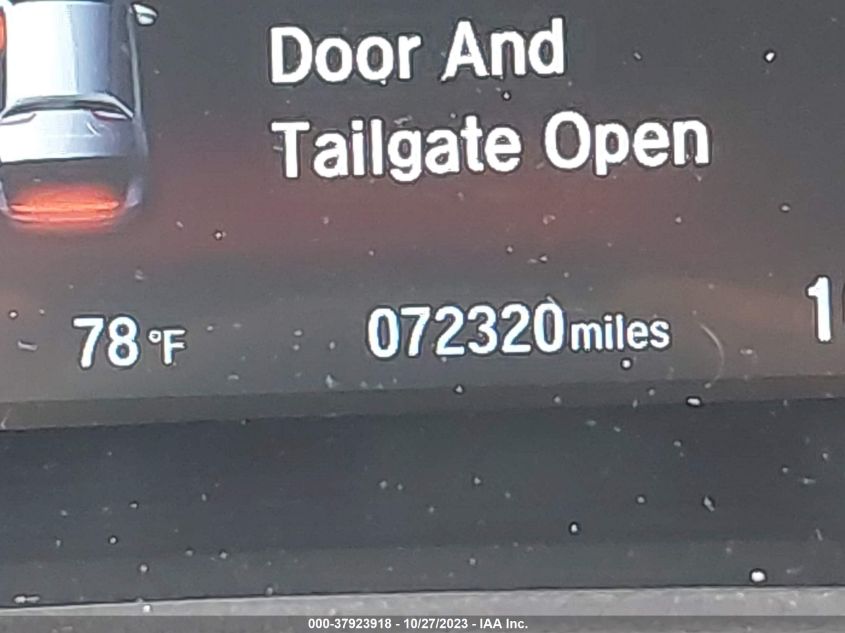 Door And
Tailgate Open
78°F 072320 miles
000-37923918 - 10/27/2023 - IAA Inc.